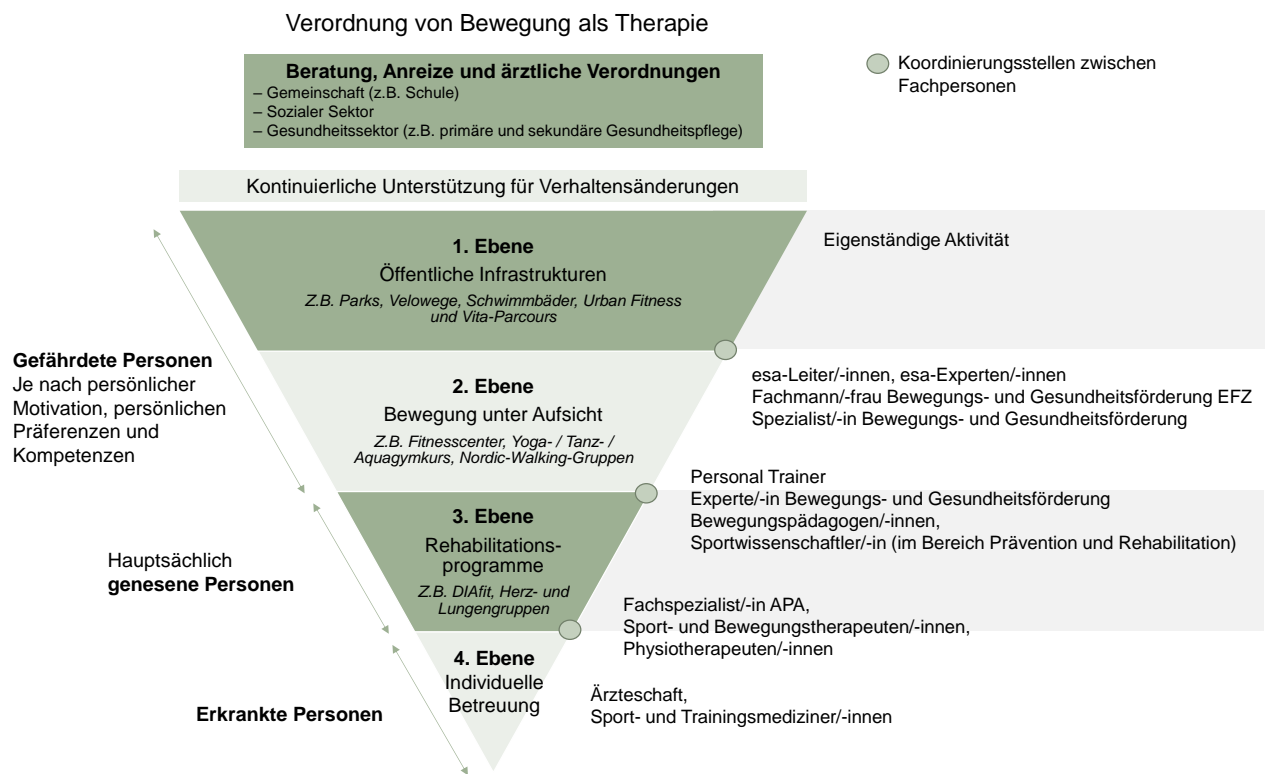 Verordnung von Bewegung als Therapie
Beratung, Anreize und ärztliche Verordnungen
– Gemeinschaft (z.B. Schule)
– Sozialer Sektor
– Gesundheitssektor (z.B. primäre und sekundäre Gesundheitspflege)
Koordinierungsstellen zwischen
Fachpersonen
Kontinuierliche Unterstützung für Verhaltensänderungen
1. Ebene
Öffentliche Infrastrukturen
Z.B. Parks, Velowege, Schwimmbäder, Urban Fitness
und Vita-Parcours
Eigenständige Aktivität
Gefährdete Personen
Je nach persönlicher
Motivation, persönlichen
Präferenzen und
Kompetenzen
2. Ebene
Bewegung unter Aufsicht
Z.B. Fitnesscenter, Yoga- / Tanz- /
Aquagymkurs, Nordic-Walking-Gruppen
esa-Leiter/-innen, esa-Experten/-innen
Fachmann/-frau Bewegungs- und Gesundheitsförderung EFZ
Spezialist/-in Bewegungs- und Gesundheitsförderung
Personal Trainer
Experte/-in Bewegungs- und Gesundheitsförderung
Bewegungspädagogen/-innen,
Sportwissenschaftler/-in (im Bereich Prävention und Rehabilitation)
Hauptsächlich
genesene Personen
3. Ebene
Rehabilitations-
programme
Z.B. DIAfit, Herz- und
Lungengruppen
Fachspezialist/-in APA,
Sport- und Bewegungstherapeuten/-innen,
Physiotherapeuten/-innen
Erkrankte Personen
4. Ebene
Individuelle
Betreuung
Ärzteschaft,
Sport- und Trainingsmediziner/-innen